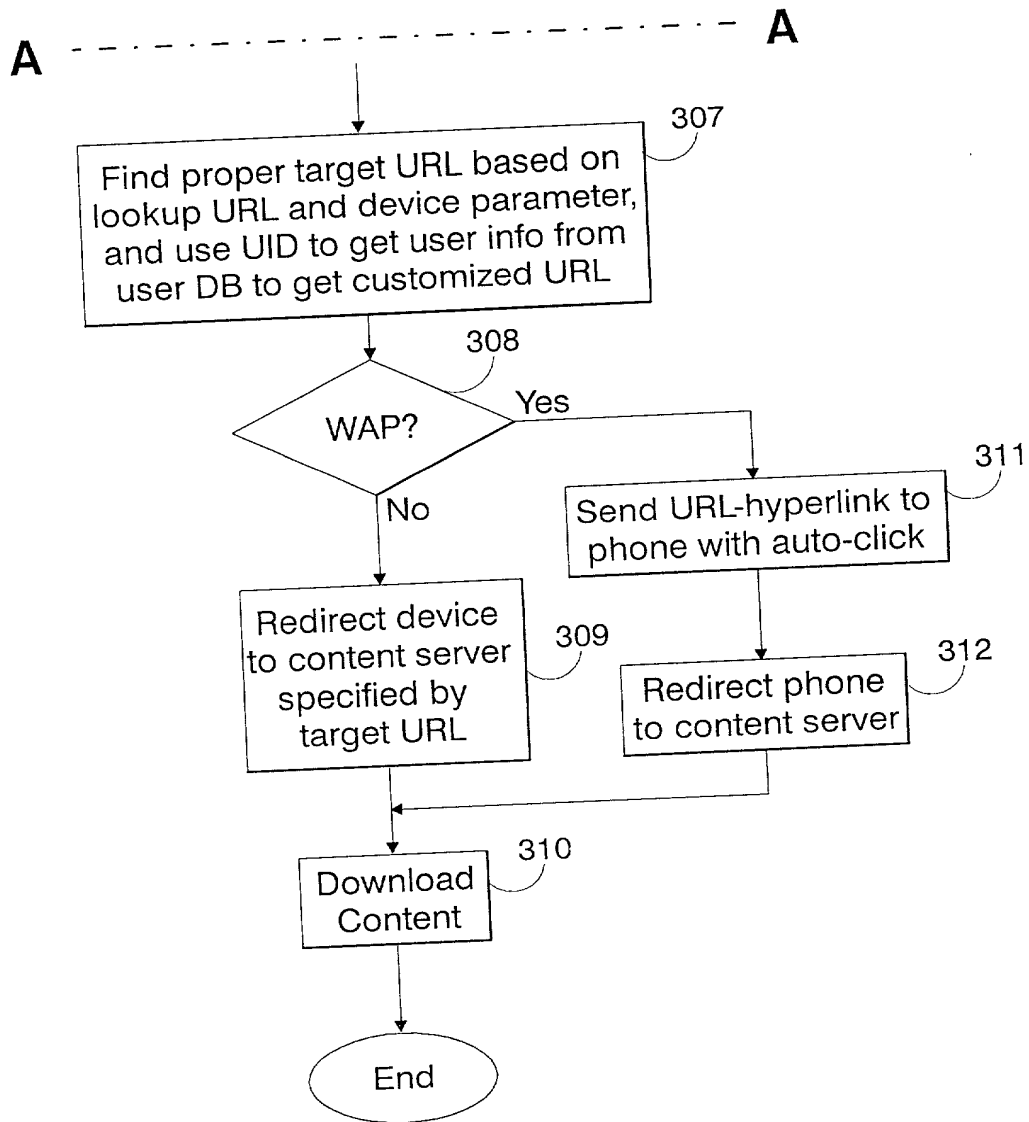 A
A
307
Find proper target URL based on
lookup URL and device parameter,
and use UID to get user info from
user DB to get customized URL
308
WAP?
Yes
No
311
Send URL-hyperlink to
phone with auto-click
Redirect device
to content server
specified by
target URL
309
312
Redirect phone
to content server
310
Download
Content
End